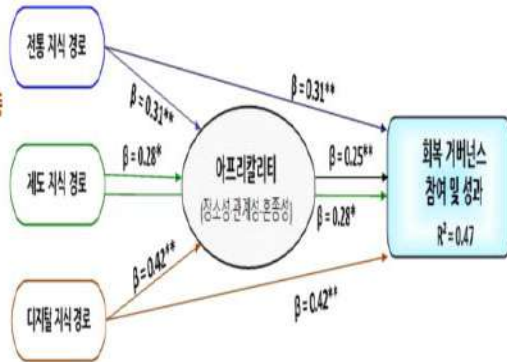 전통 지식 경로
β = 0.31**
β = 0.31**
제도 지식 경로
β = 0.28*
아프리칼리티
(장소성·관계성·혼종성)
β = 0.25**
β = 0.28*
회복 거버넌스
참여 및 성과
R² = 0.47
디지털 지식 경로
β = 0.42**
β = 0.42**